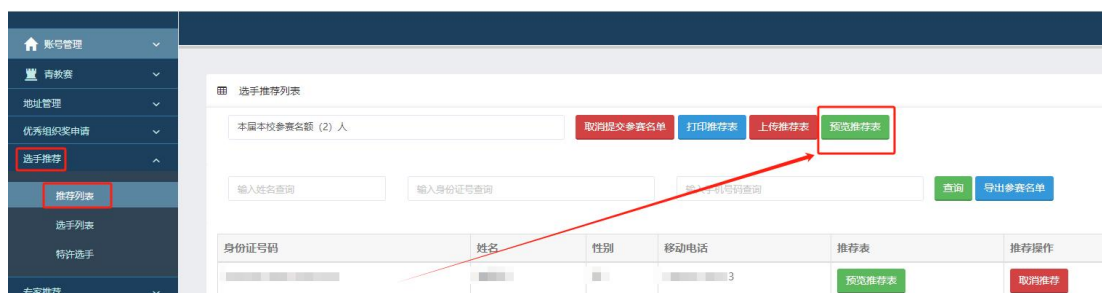 账号管理
青教赛
地址管理
优秀组织奖申请
选手推荐
推荐列表
选手列表
特许选手
专家推荐
选手推荐列表
本届本校参赛名额（2）人
取消提交参赛名单 打印推荐表 上传推荐表 预览推荐表
输入姓名查询 输入身份证号查询 输入手机号码查询 查询 导出参赛名单
身份证号码 姓名 性别 移动电话 推荐表 推荐操作
3 预览推荐表 取消推荐